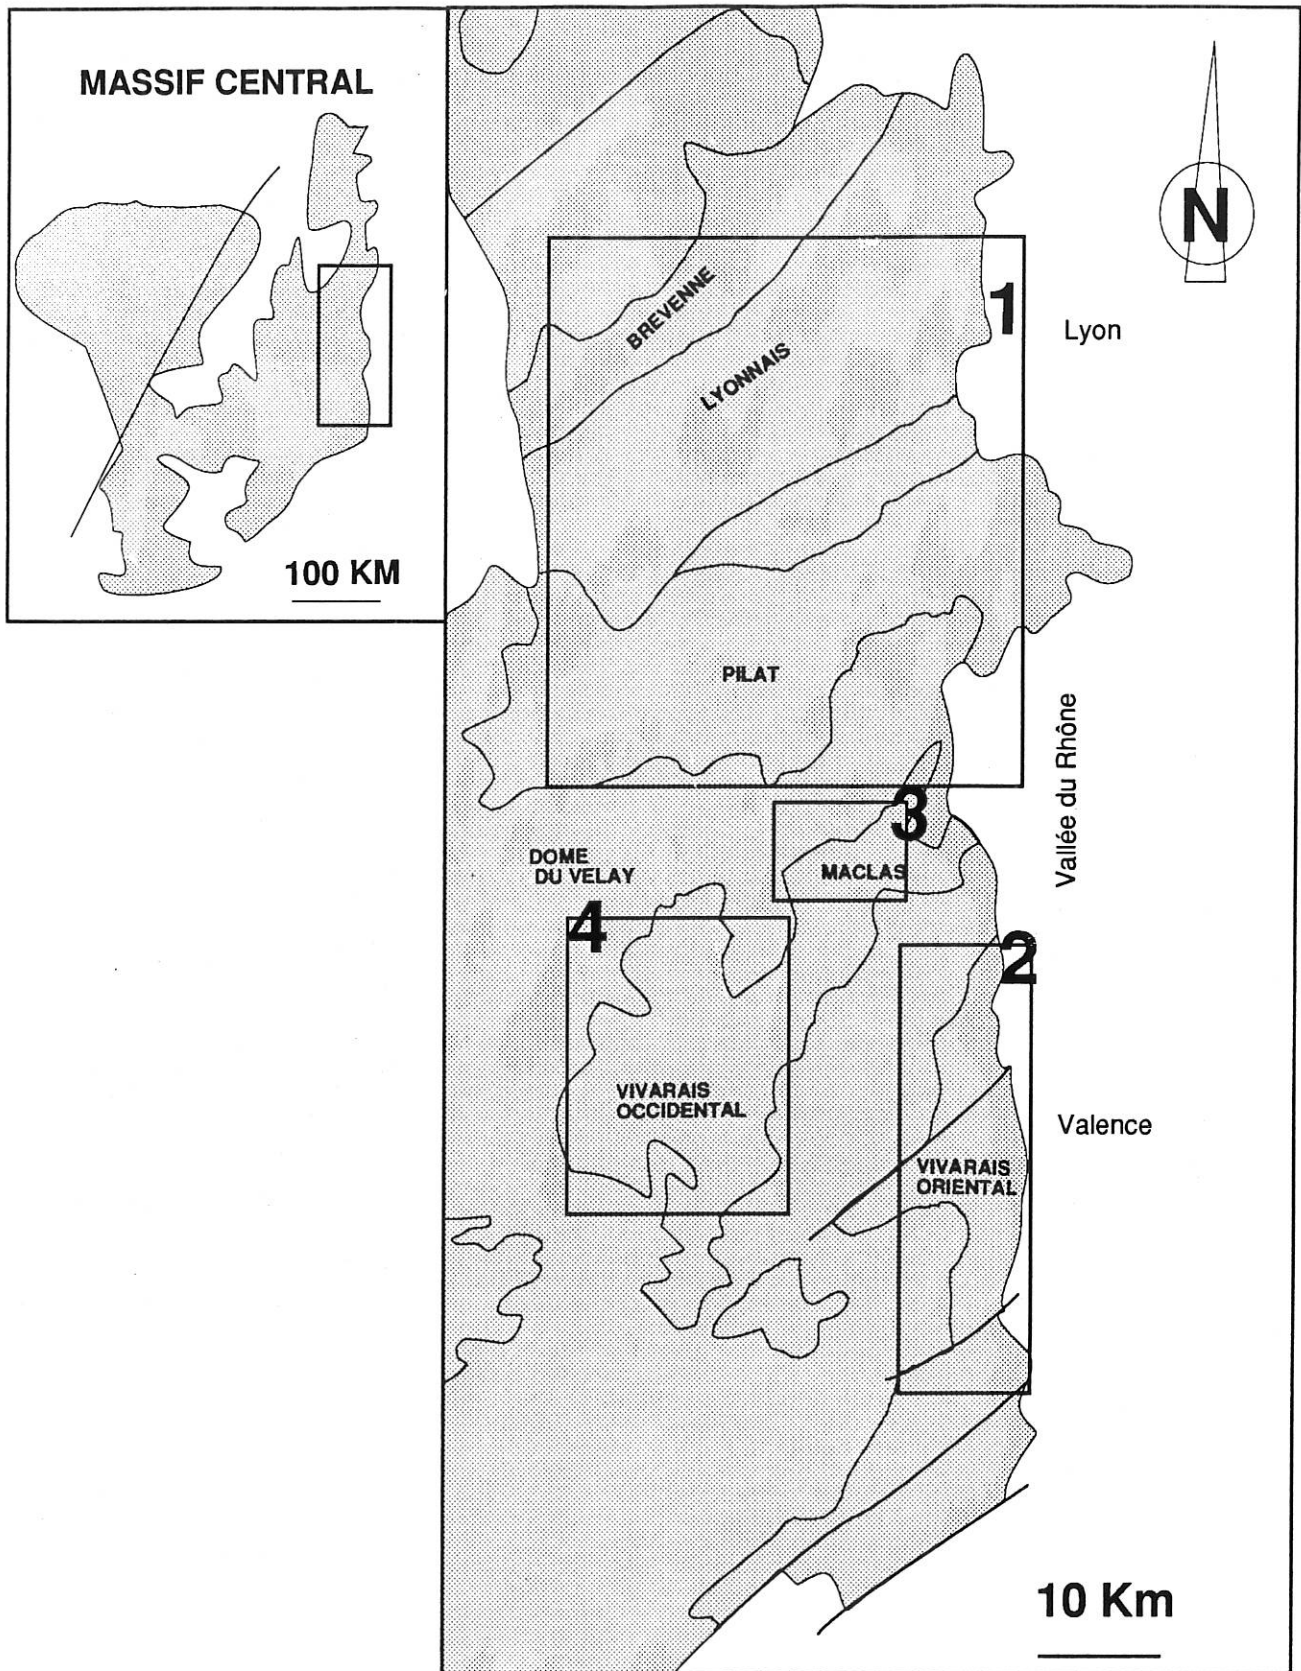 MASSIF CENTRAL
100 KM
N
1
Lyon
BREVENNE
LYONNAIS
PILAT
Vallée du Rhône
3
MACLAS
DOME
DU VELAY
4
2
VIVARAIS
OCCIDENTAL
Valence
VIVARAIS
ORIENTAL
10 Km